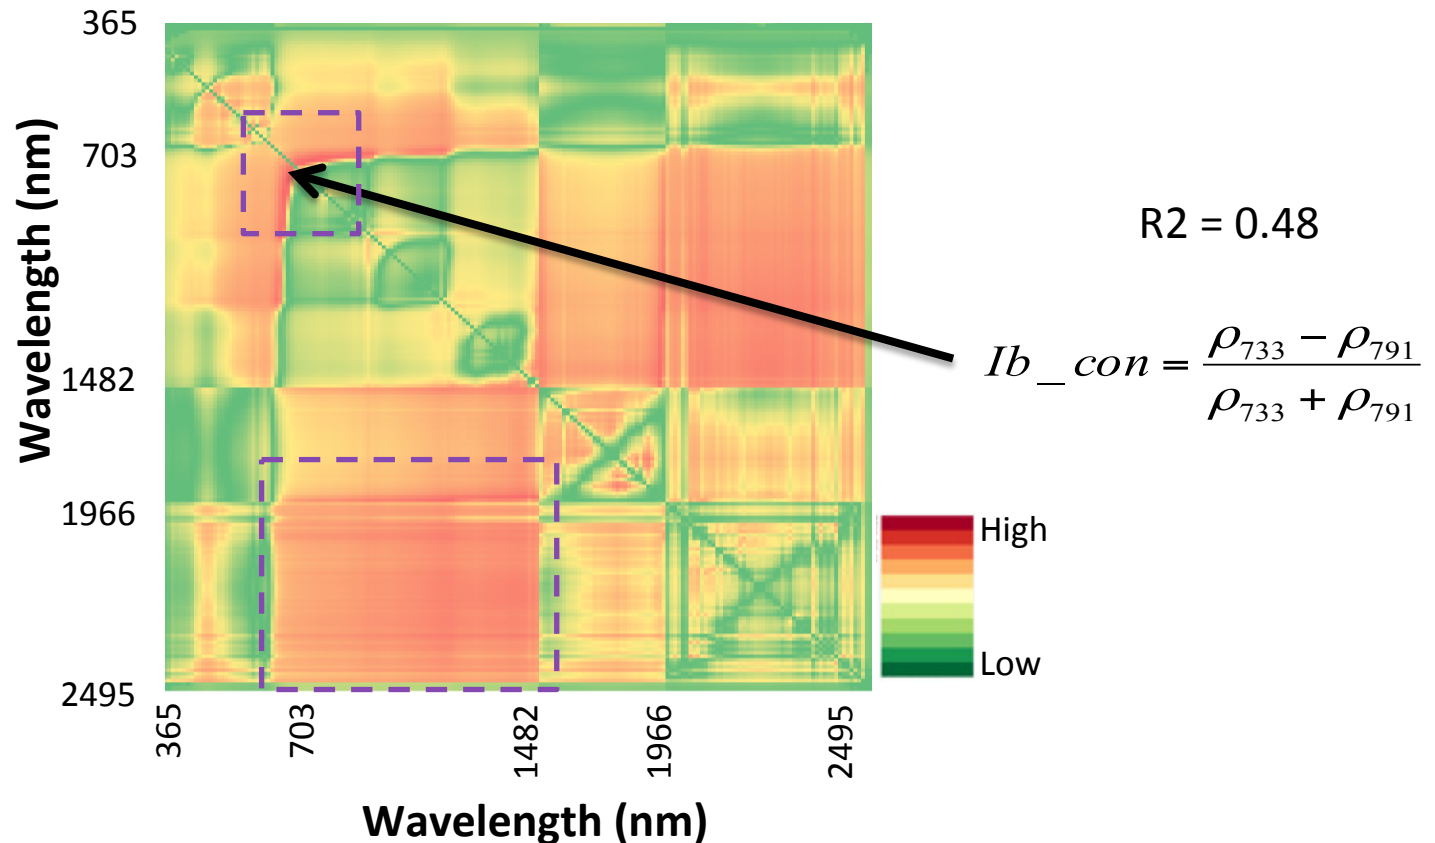 365
703
1482
1966
2495
Wavelength (nm)
365
703
1482
1966
2495
Wavelength (nm)
R2 = 0.48
Ib_con = (ρ733 − ρ791) / (ρ733 + ρ791)
High
Low